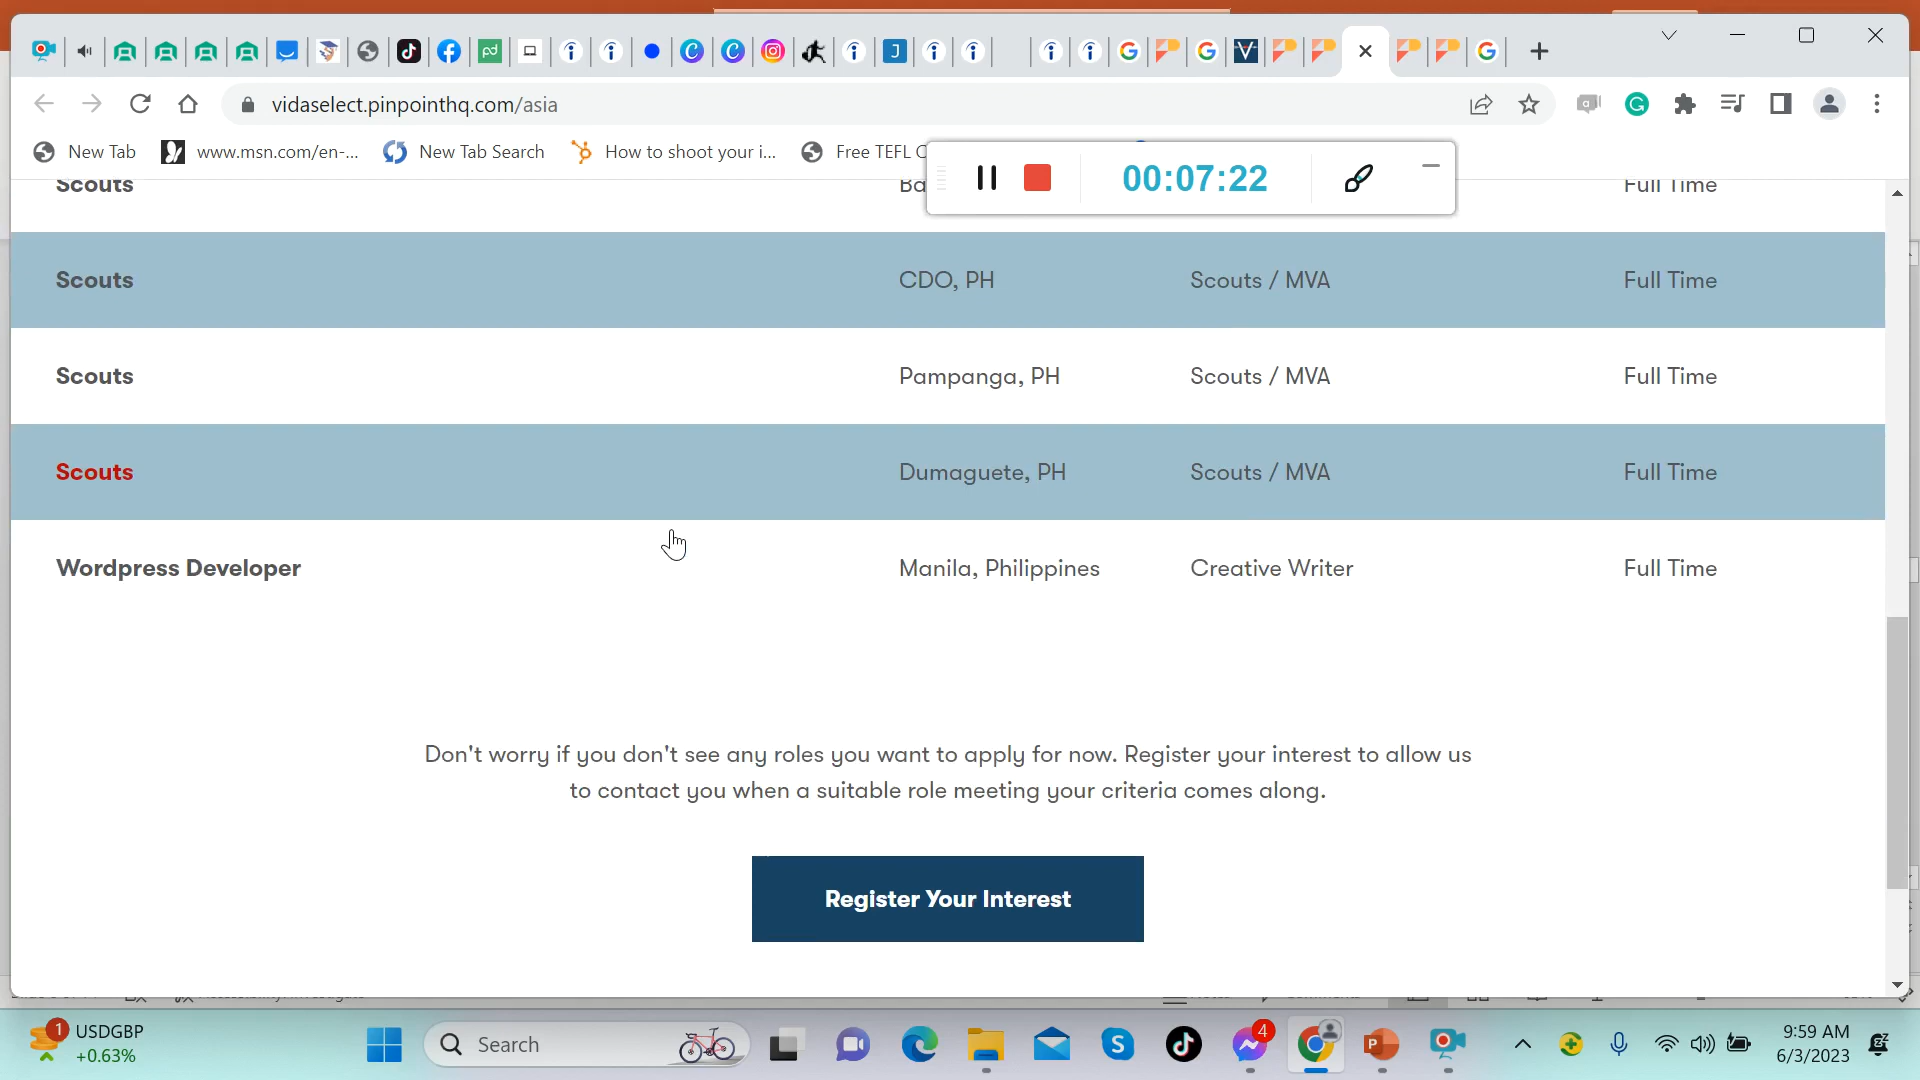 vidaselect.pinpointhq.com/asia
New Tab
www.msn.com/en-...
New Tab Search
How to shoot your i...
Free TEFL C
00:07:22
Scouts Ba Full Time
Scouts CDO, PH Scouts / MVA Full Time
Scouts Pampanga, PH Scouts / MVA Full Time
Scouts Dumaguete, PH Scouts / MVA Full Time
Wordpress Developer Manila, Philippines Creative Writer Full Time
Don't worry if you don't see any roles you want to apply for now. Register your interest to allow us
to contact you when a suitable role meeting your criteria comes along.
Register Your Interest
1
USDGBP
+0.63%
Search
4
9:59 AM
6/3/2023